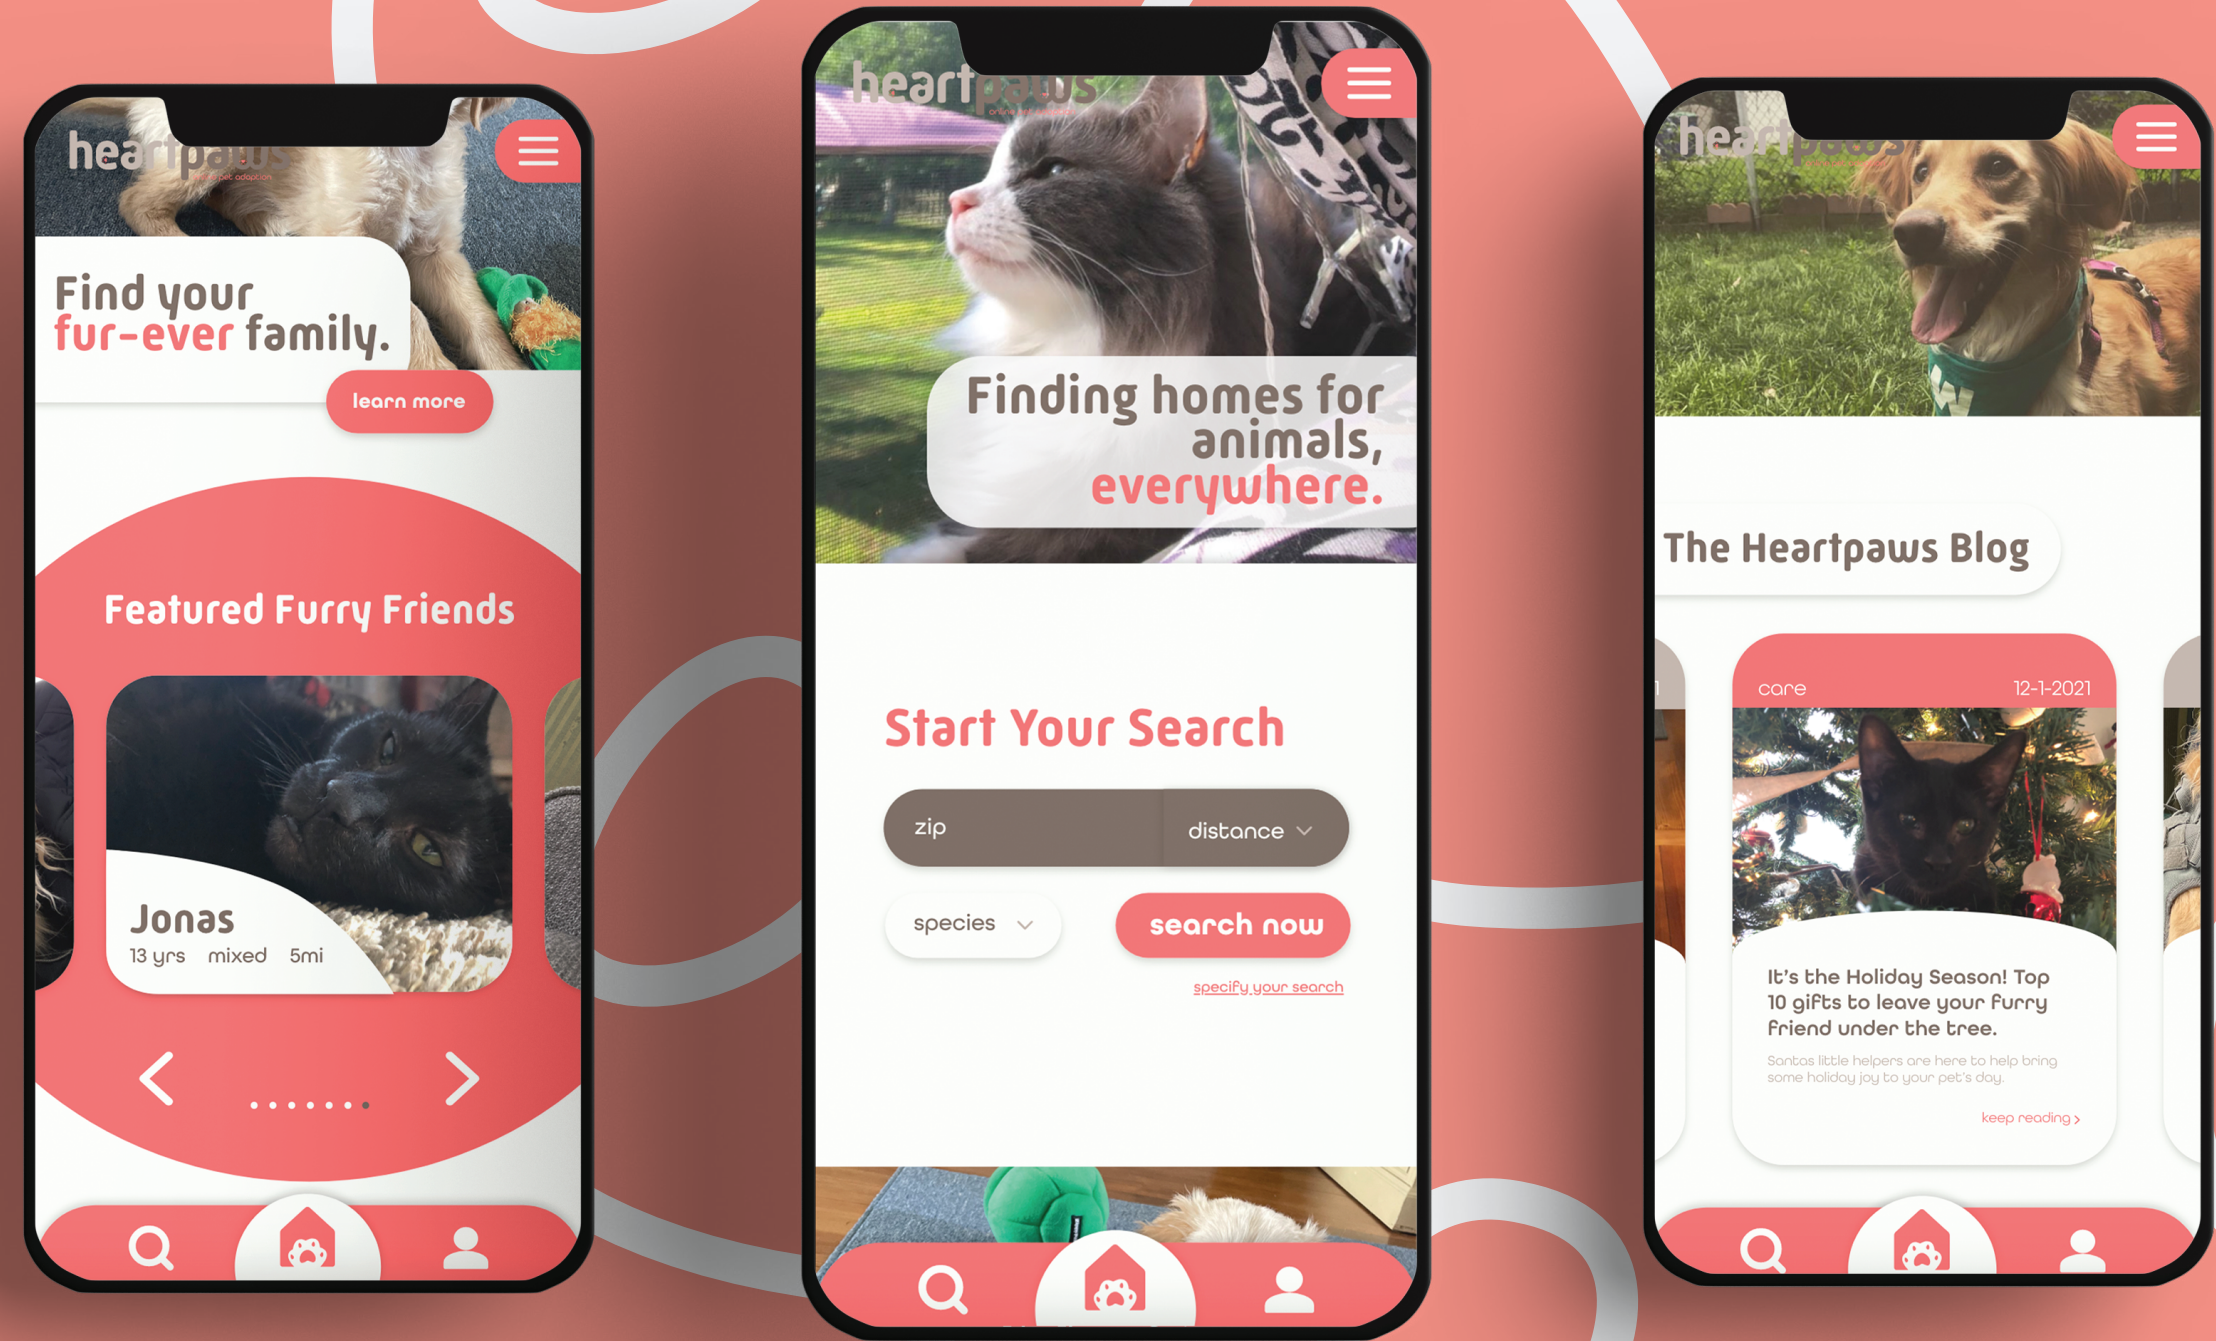 heartpaws
pet adoption
Find your
fur-ever family.
learn more
Featured Furry Friends
Jonas
13 yrs mixed 5mi
heartpaws
Finding homes for
animals,
everywhere.
Start Your Search
zip
distance
species
search now
specify your search
heartpaws
The Heartpaws Blog
care 12-1-2021
It's the Holiday Season! Top
10 gifts to leave your furry
friend under the tree.
Santas little helpers are here to help bring
some holiday joy to your pet's day.
keep reading >